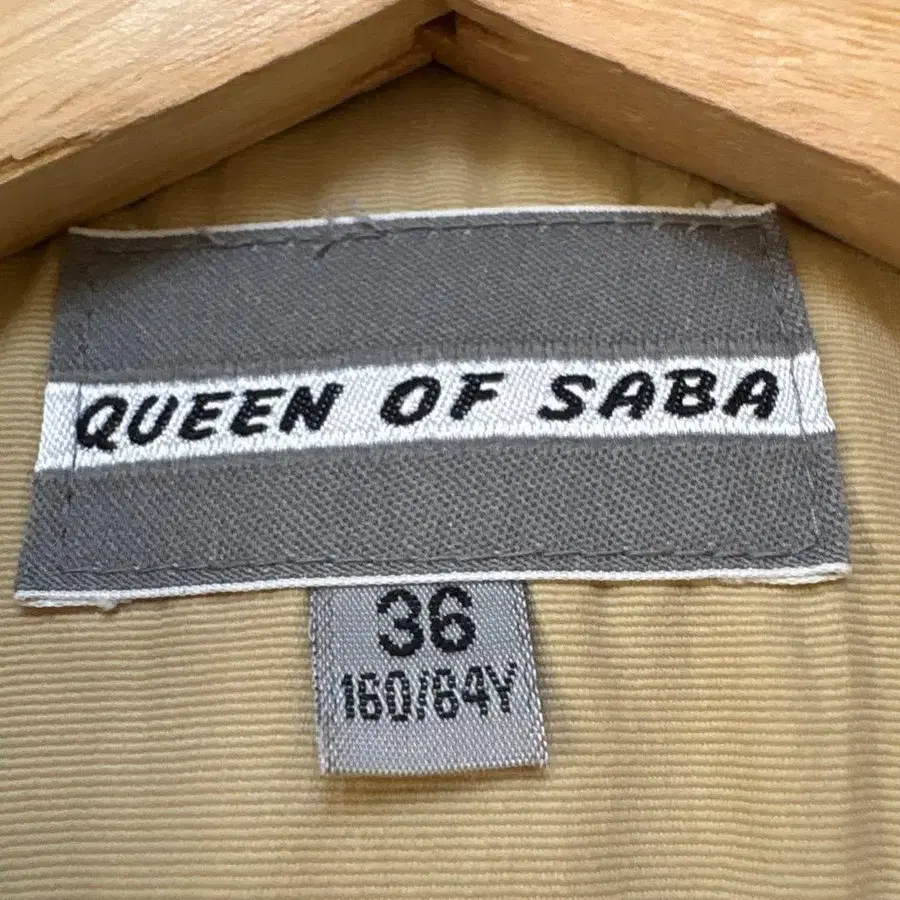 QUEEN OF SABA
36
160/84Y